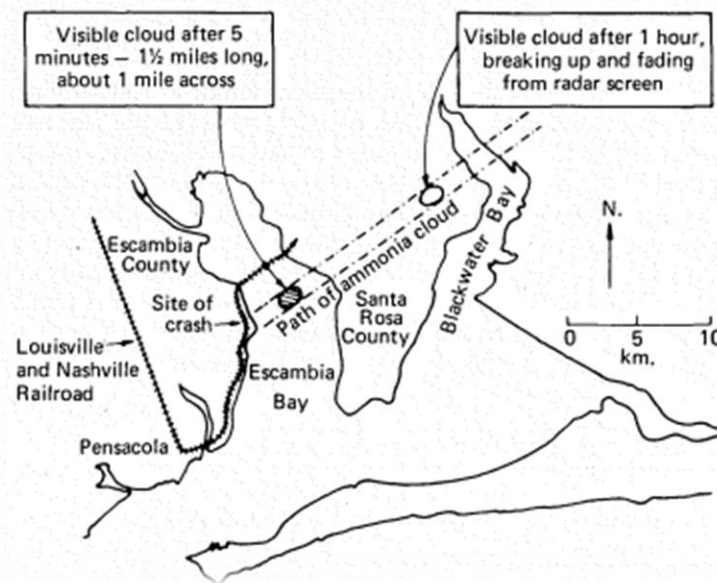 Visible cloud after 5
minutes – 1½ miles long,
about 1 mile across
Visible cloud after 1 hour,
breaking up and fading
from radar screen
Escambia
County
Site of
crash
Louisville
and Nashville
Railroad
Pensacola
Escambia
Bay
Path of ammonia cloud
Santa
Rosa
County
Blackwater Bay
N.
0 5 10
km.